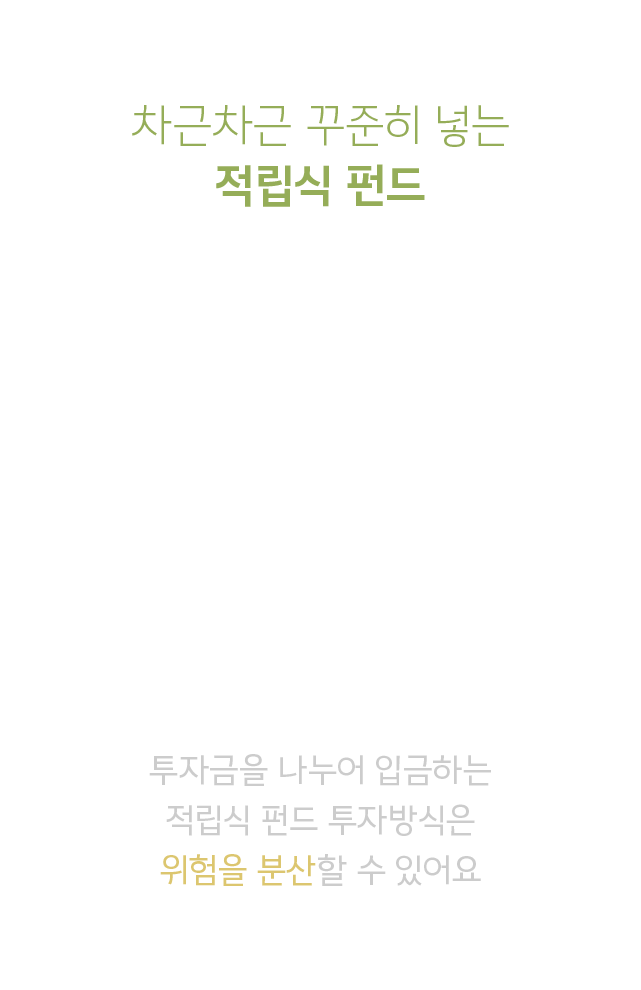 차근차근 꾸준히 넣는
적립식 펀드
투자금을 나누어 입금하는
적립식 펀드 투자방식은
위험을 분산할 수 있어요